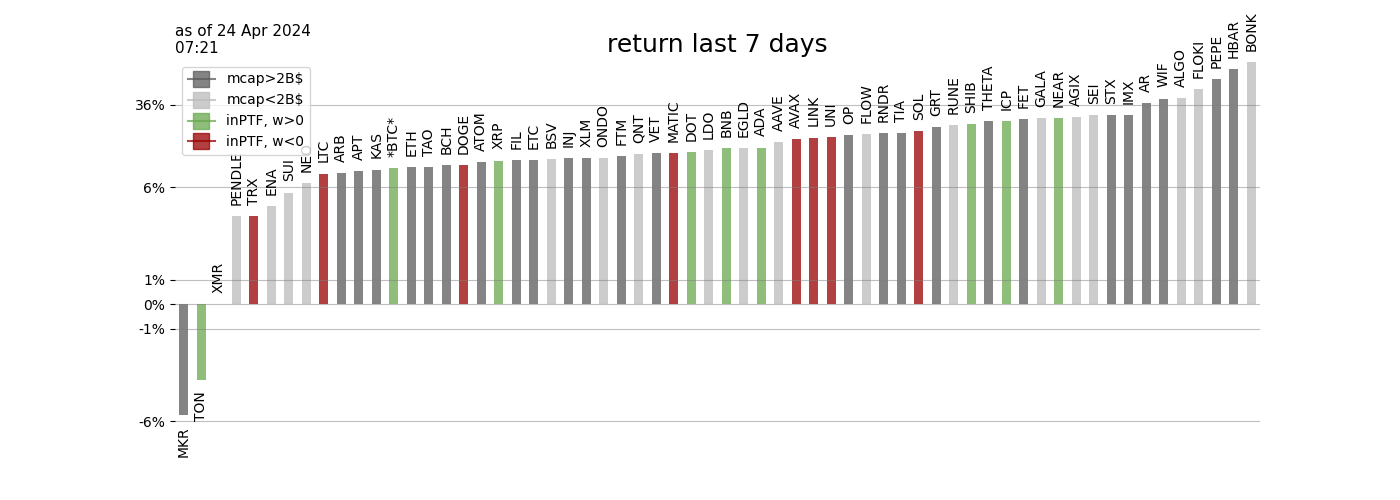 as of 24 Apr 2024
07:21
return last 7 days
mcap>2B$
mcap<2B$
inPTF, w>0
inPTF, w<0
36%
6%
1%
0%
-1%
-6%
MKR
TON
XMR
PENDLE
TRX
ENA
SUI
NEO
LTC
ARB
APT
KAS
*BTC*
ETH
TAO
BCH
DOGE
ATOM
XRP
FIL
ETC
BSV
INJ
XLM
ONDO
FTM
QNT
VET
MATIC
DOT
LDO
BNB
EGLD
ADA
AAVE
AVAX
LINK
UNI
OP
FLOW
RNDR
TIA
SOL
GRT
RUNE
SHIB
THETA
ICP
FET
GALA
NEAR
AGIX
SEI
STX
IMX
AR
WIF
ALGO
FLOKI
PEPE
HBAR
BONK